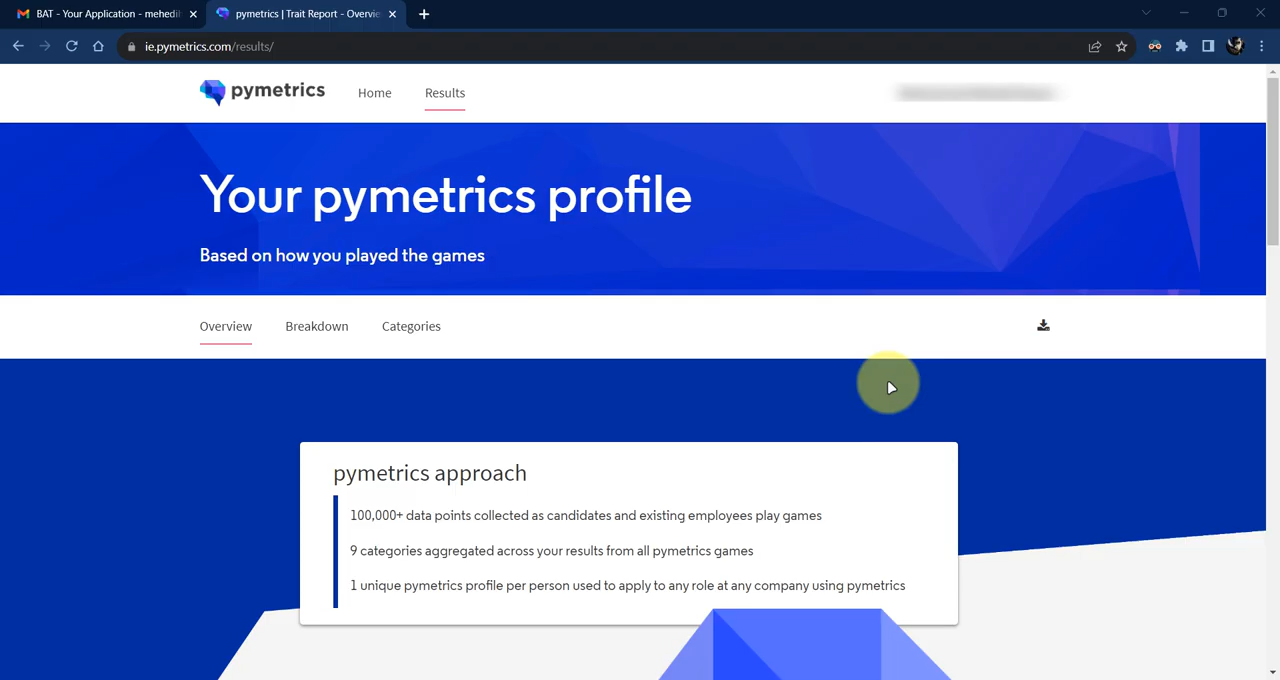 BAT - Your Application - mehedi
pymetrics | Trait Report - Overvie
ie.pymetrics.com/results/
pymetrics
Home
Results
Your pymetrics profile
Based on how you played the games
Overview
Breakdown
Categories
pymetrics approach
100,000+ data points collected as candidates and existing employees play games
9 categories aggregated across your results from all pymetrics games
1 unique pymetrics profile per person used to apply to any role at any company using pymetrics